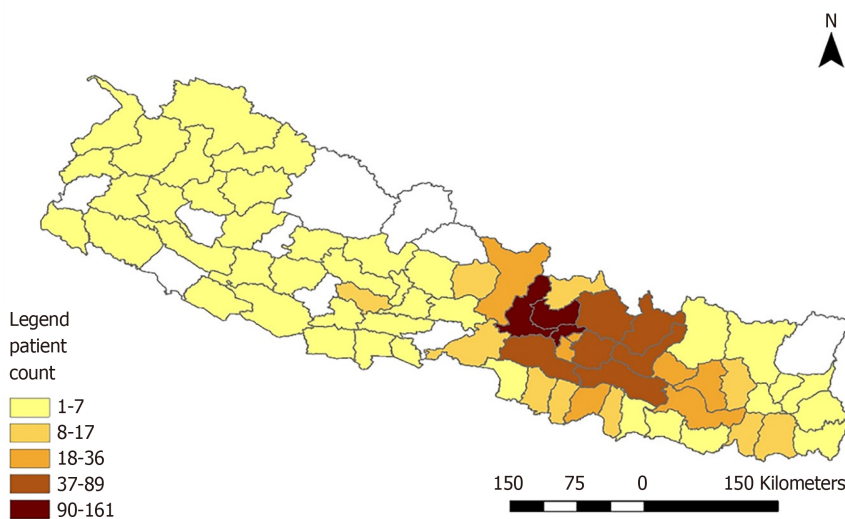 N
Legend
patient
count
1-7
8-17
18-36
37-89
90-161
150 75 0 150 Kilometers